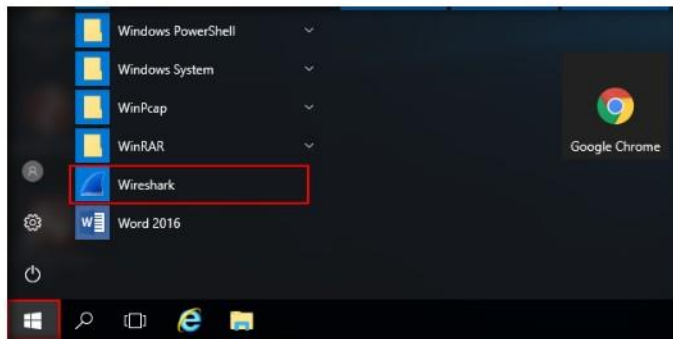 Windows PowerShell
Windows System
WinPcap
WinRAR
Wireshark
Word 2016
Google Chrome